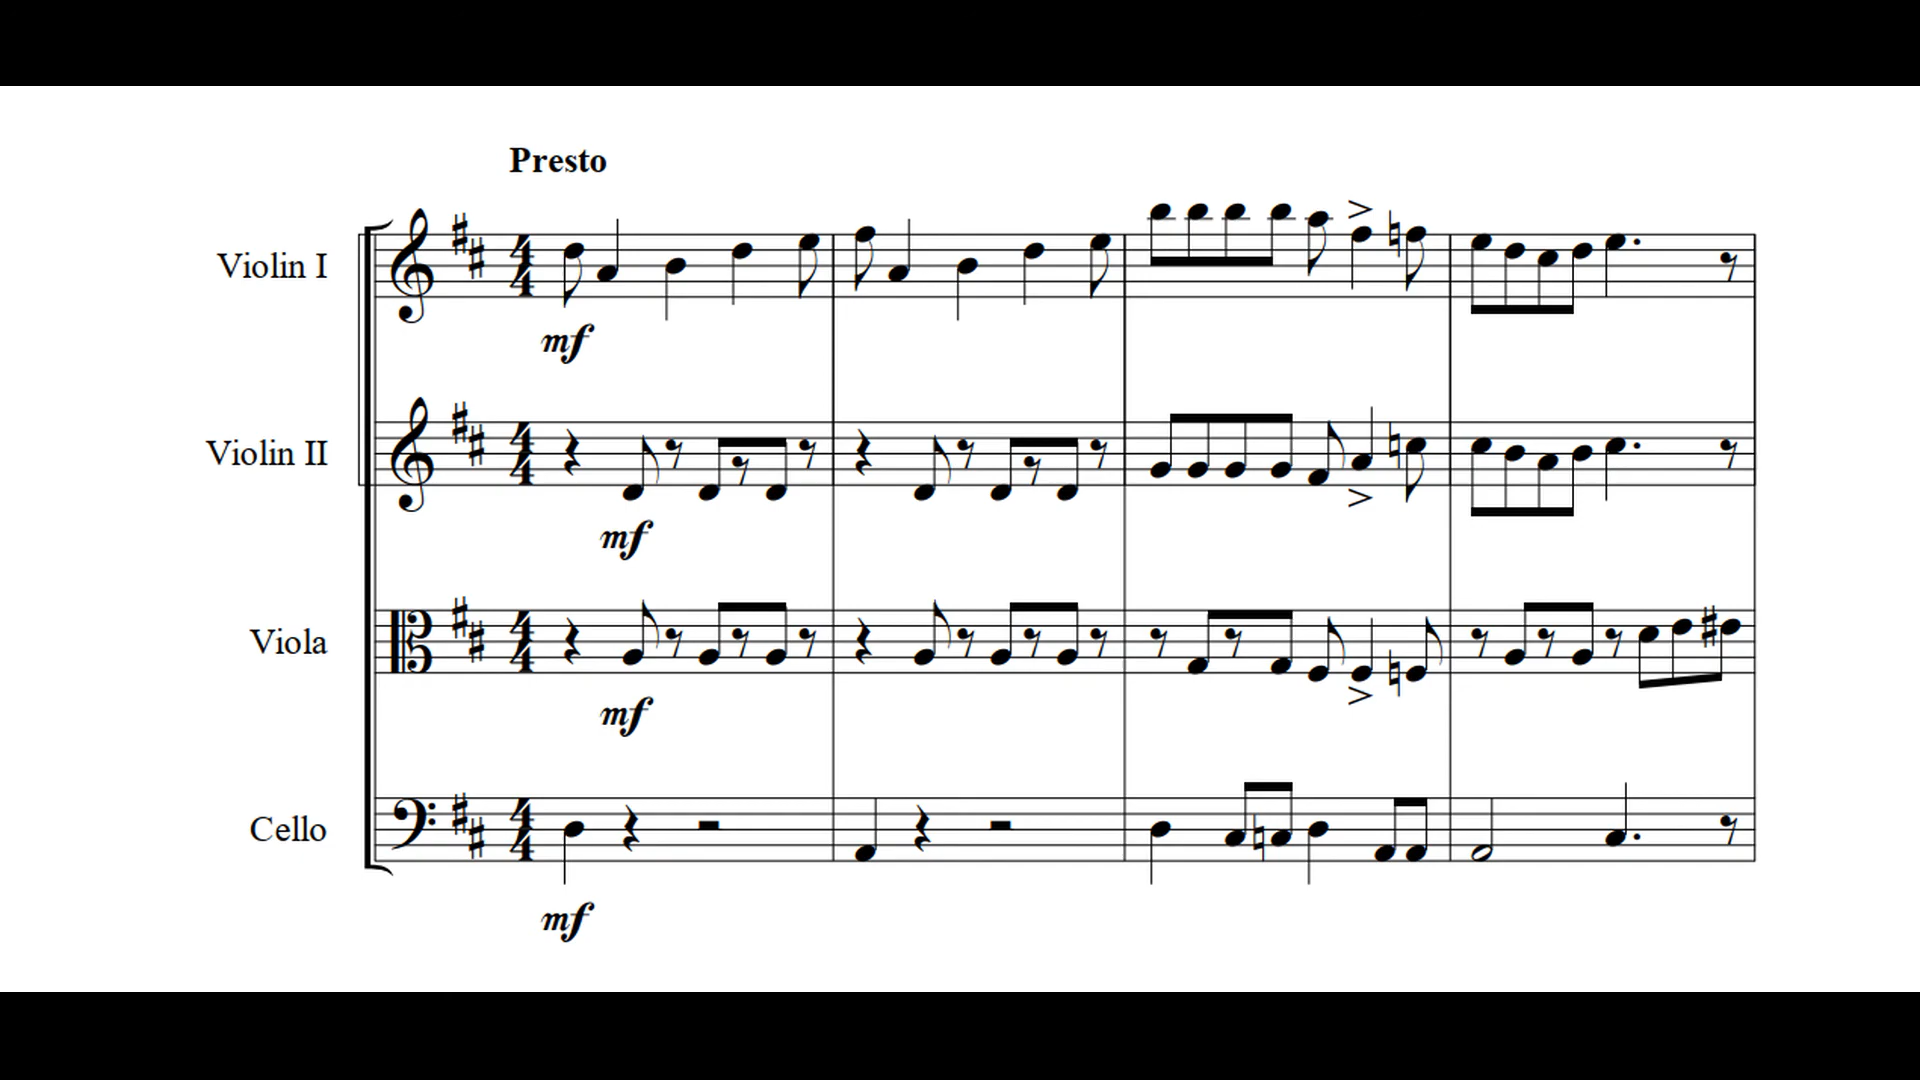 Presto
Violin I
mf
Violin II
mf
Viola
mf
Cello
mf